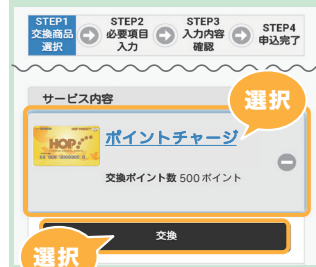 STEP1
交換商品
選択
STEP2
必要項目
入力
STEP3
入力内容
確認
STEP4
申込完了
サービス内容
選択
HOP
ポイントチャージ
交換ポイント数 500 ポイント
交換
選択